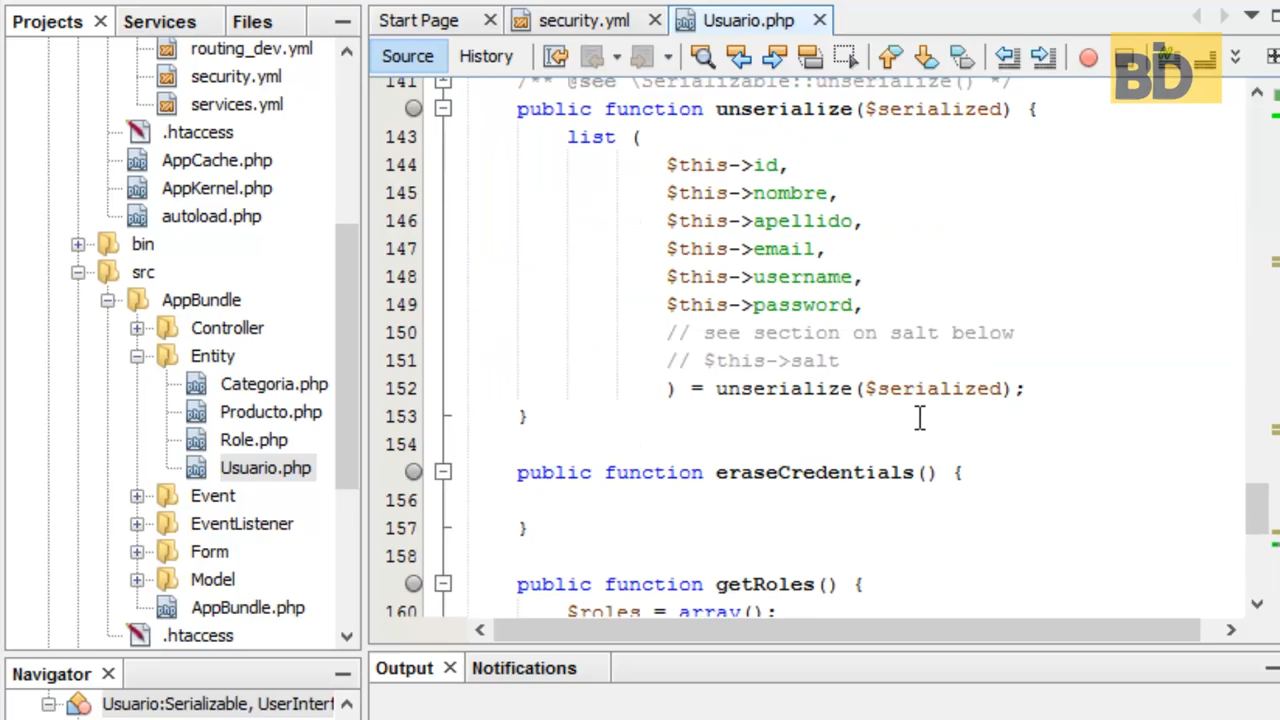 Projects
Services
Files
routing_dev.yml
security.yml
services.yml
.htaccess
AppCache.php
AppKernel.php
autoload.php
bin
src
AppBundle
Controller
Entity
Categoria.php
Producto.php
Role.php
Usuario.php
Event
EventListener
Form
Model
AppBundle.php
.htaccess
Navigator
Usuario:Serializable, UserInterf
Start Page
security.yml
Usuario.php
Source
History
BD
141 /** @see \Serializable::unserialize() */
public function unserialize($serialized) {
143 list (
144 $this->id,
145 $this->nombre,
146 $this->apellido,
147 $this->email,
148 $this->username,
149 $this->password,
150 // see section on salt below
151 // $this->salt
152 ) = unserialize($serialized);
153 }
154
public function eraseCredentials() {
156
157 }
158
public function getRoles() {
160 $roles = array();
Output
Notifications